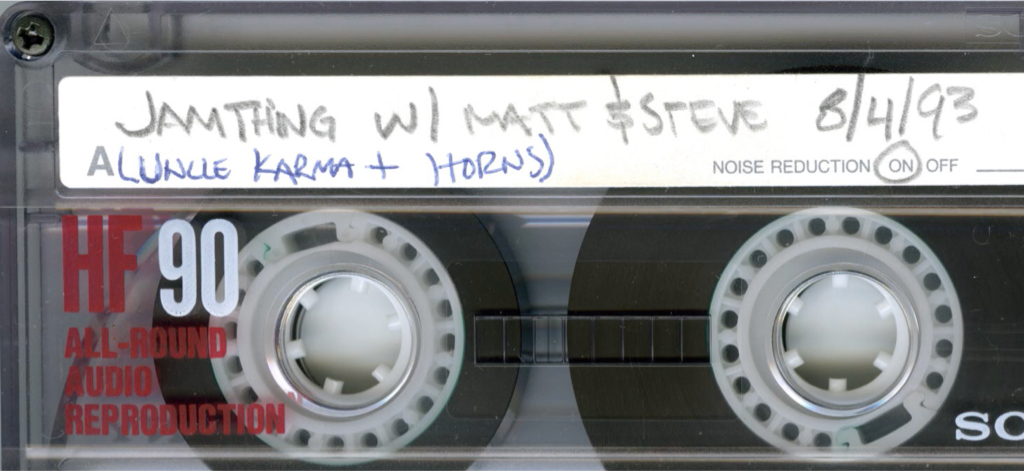 JAMTHING W/ MATT & STEVE 8/4/93
A (UNCLE KARMA + HORNS)
NOISE REDUCTION ON OFF
HF 90
ALL-ROUND
AUDIO
REPRODUCTION
SO